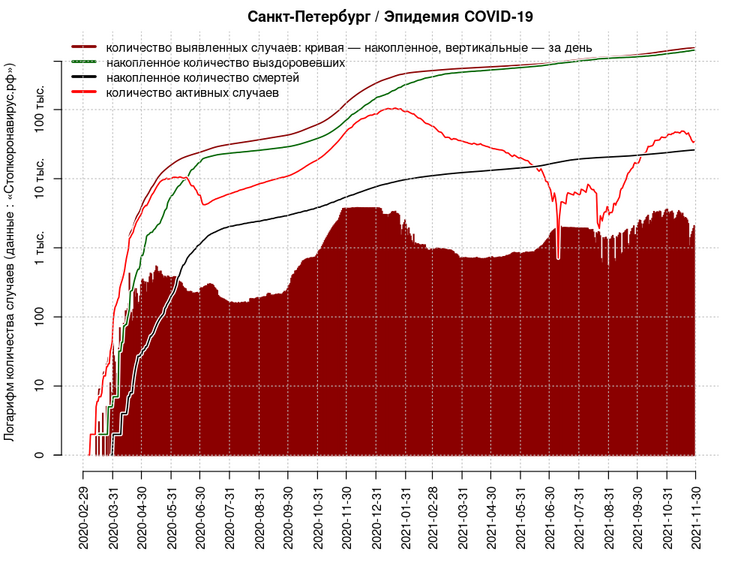 Санкт-Петербург / Эпидемия COVID-19
количество выявленных случаев: кривая — накопленное, вертикальные — за день
накопленное количество выздоровевших
накопленное количество смертей
количество активных случаев
Логарифм количества случаев (данные : «Стопкоронавирус.рф»)
100 тыс.
10 тыс.
1 тыс.
100
10
0
2020-02-29
2020-03-31
2020-04-30
2020-05-31
2020-06-30
2020-07-31
2020-08-31
2020-09-30
2020-10-31
2020-11-30
2020-12-31
2021-01-31
2021-02-28
2021-03-31
2021-04-30
2021-05-31
2021-06-30
2021-07-31
2021-08-31
2021-09-30
2021-10-31
2021-11-30